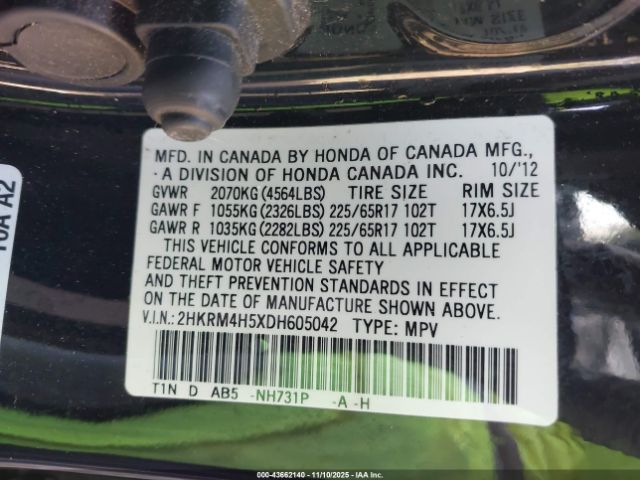 MFD. IN CANADA BY HONDA OF CANADA MFG.,
A DIVISION OF HONDA CANADA INC. 10/'12
GVWR 2070KG (4564LBS) TIRE SIZE RIM SIZE
GAWR F 1055KG (2326LBS) 225/65R17 102T 17X6.5J
GAWR R 1035KG (2282LBS) 225/65R17 102T 17X6.5J
THIS VEHICLE CONFORMS TO ALL APPLICABLE
FEDERAL MOTOR VEHICLE SAFETY
AND THEFT PREVENTION STANDARDS IN EFFECT
ON THE DATE OF MANUFACTURE SHOWN ABOVE.
V.I.N.: 2HKRM4H5XDH605042 TYPE: MPV
T1N D AB5 -NH731P -A -H
10A A2
00-43662140 - 11/10/2025 - IAA Inc.